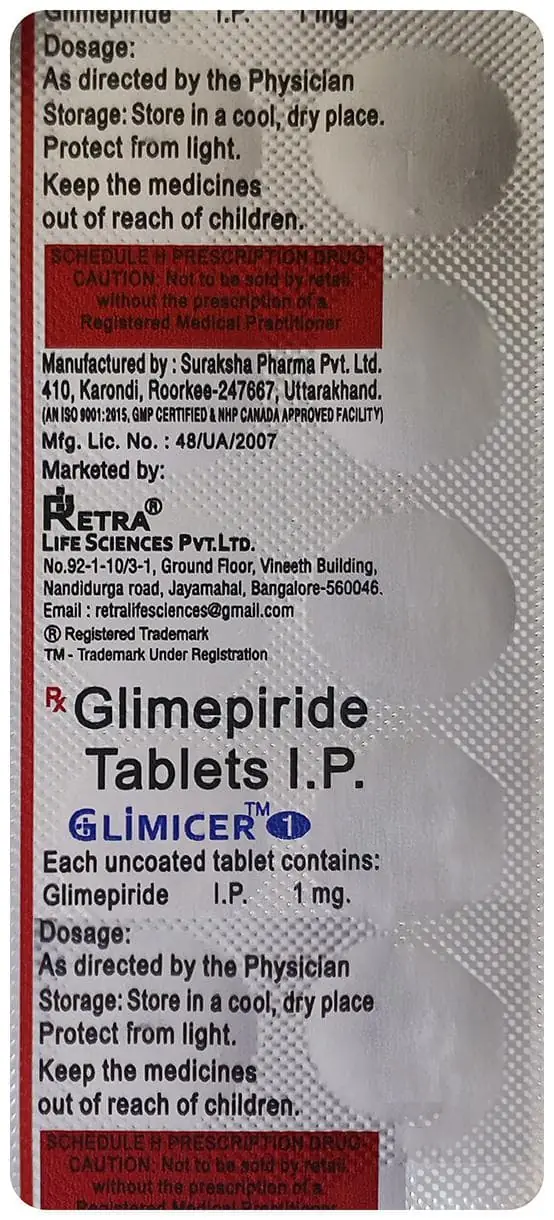 Glimepiride I.P. 1 mg.
Dosage:
As directed by the Physician
Storage: Store in a cool, dry place.
Protect from light.
Keep the medicines
out of reach of children.
SCHEDULE H PRESCRIPTION DRUG
CAUTION: Not to be sold by retail
without the prescription of a
Registered Medical Practitioner
Manufactured by : Suraksha Pharma Pvt. Ltd.
410, Karondi, Roorkee-247667, Uttarakhand.
(AN ISO 9001:2015, GMP CERTIFIED & NHP CANADA APPROVED FACILITY)
Mfg. Lic. No. : 48/UA/2007
Marketed by:
RETRA®
LIFE SCIENCES PVT.LTD.
No.92-1-10/3-1, Ground Floor, Vineeth Building,
Nandidurga road, Jayamahal, Bangalore-560046.
Email : retralifesciences@gmail.com
® Registered Trademark
TM - Trademark Under Registration
Rx Glimepiride
Tablets I.P.
GLiMICER™ 1
Each uncoated tablet contains:
Glimepiride I.P. 1 mg.
Dosage:
As directed by the Physician
Storage: Store in a cool, dry place
Protect from light.
Keep the medicines
out of reach of children.
SCHEDULE H PRESCRIPTION DRUG
CAUTION: Not to be sold by retail
without the prescription of a
Registered Medical Practitioner